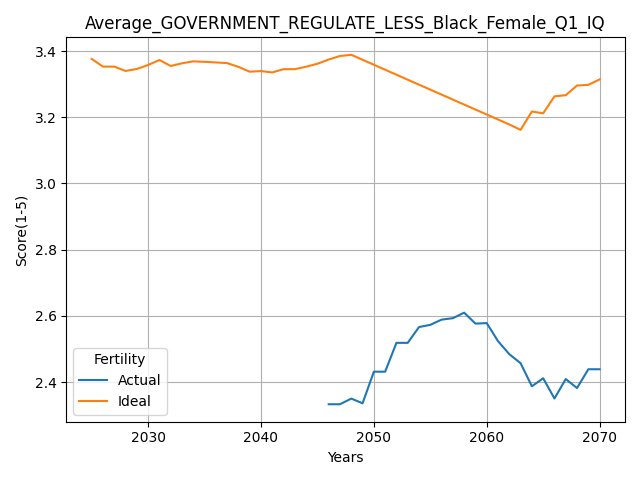 Average_GOVERNMENT_REGULATE_LESS_Black_Female_Q1_IQ
Score(1-5)
3.4
3.2
3.0
2.8
2.6
2.4
Fertility
Actual
Ideal
2030 2040 2050 2060 2070
Years